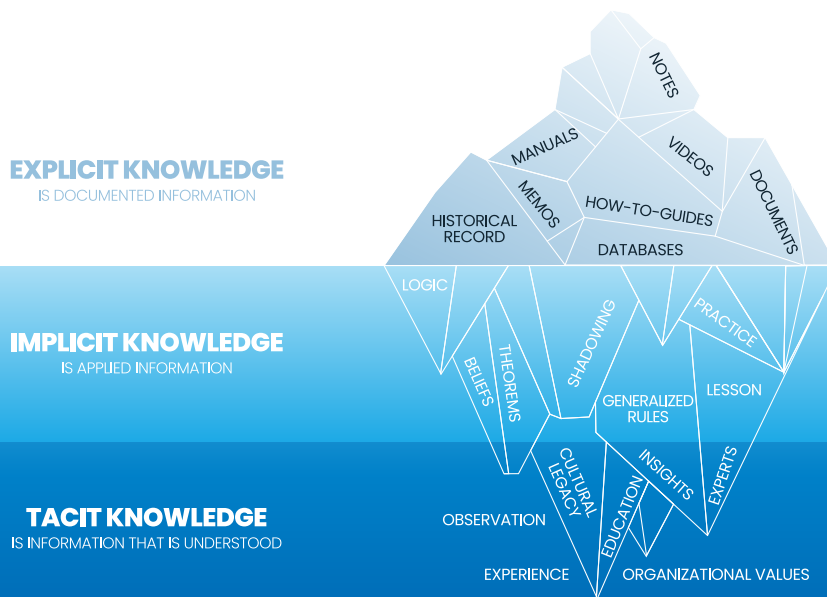 EXPLICIT KNOWLEDGE
IS DOCUMENTED INFORMATION
NOTES
MANUALS
VIDEOS
MEMOS
DOCUMENTS
HOW-TO-GUIDES
HISTORICAL
RECORD
DATABASES
IMPLICIT KNOWLEDGE
IS APPLIED INFORMATION
LOGIC
PRACTICE
SHADOWING
BELIEFS
THEOREMS
LESSON
GENERALIZED
RULES
TACIT KNOWLEDGE
IS INFORMATION THAT IS UNDERSTOOD
CULTURAL
LEGACY
INSIGHTS
EXPERTS
EDUCATION
OBSERVATION
EXPERIENCE
ORGANIZATIONAL VALUES